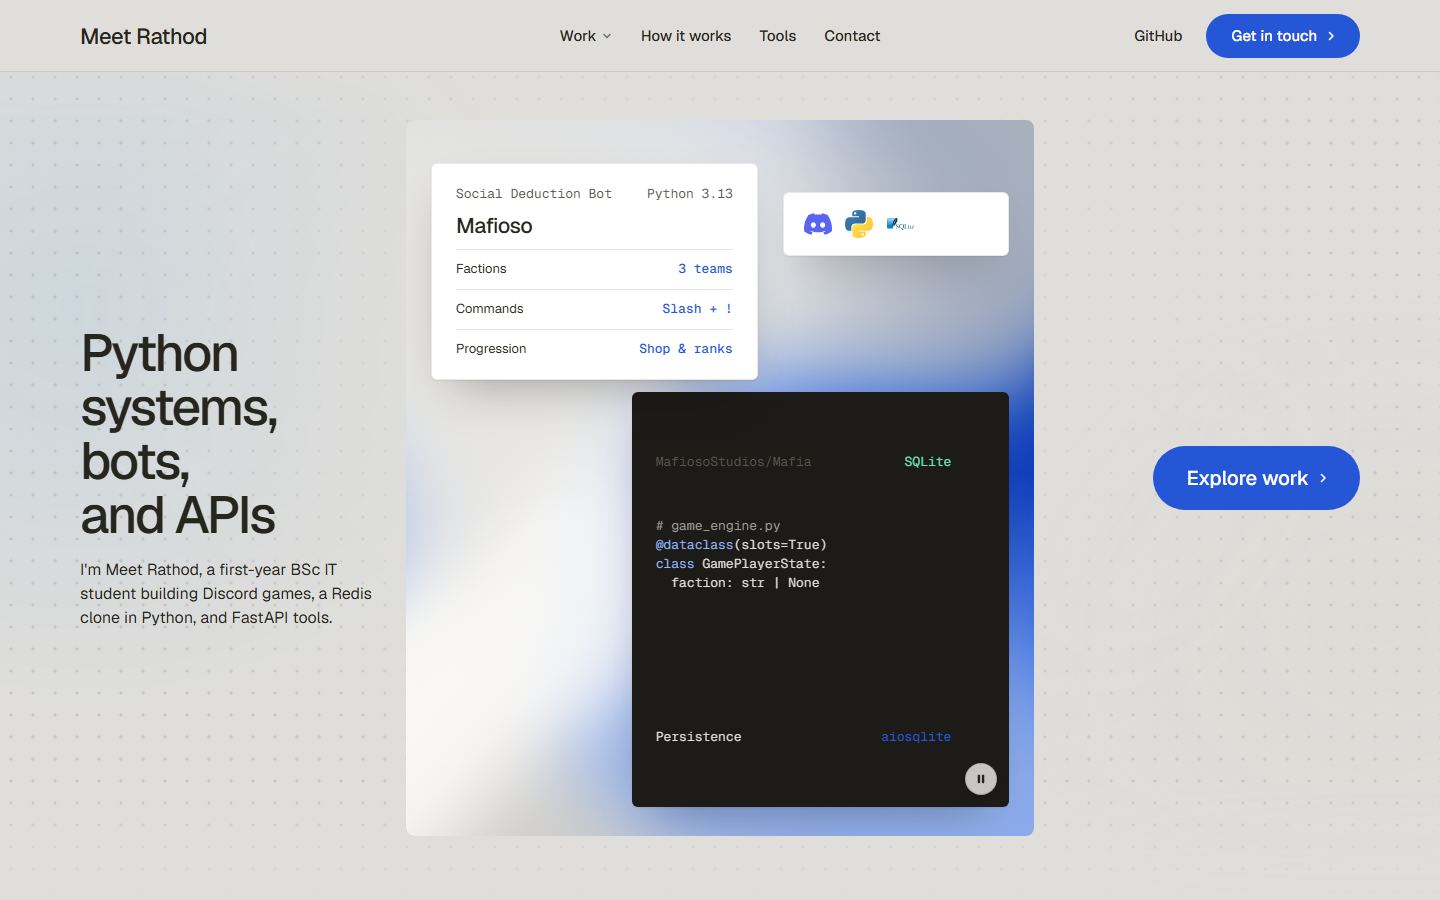 Meet Rathod
Work
How it works
Tools
Contact
GitHub
Get in touch
Python
systems,
bots,
and APIs
I'm Meet Rathod, a first-year BSc IT
student building Discord games, a Redis
clone in Python, and FastAPI tools.
Social Deduction Bot Python 3.13
Mafioso
Factions 3 teams
Commands Slash + !
Progression Shop & ranks
SQLite
MafiosoStudios/Mafia SQLite
# game_engine.py
@dataclass(slots=True)
class GamePlayerState:
faction: str | None
Persistence aiosqlite
Explore work